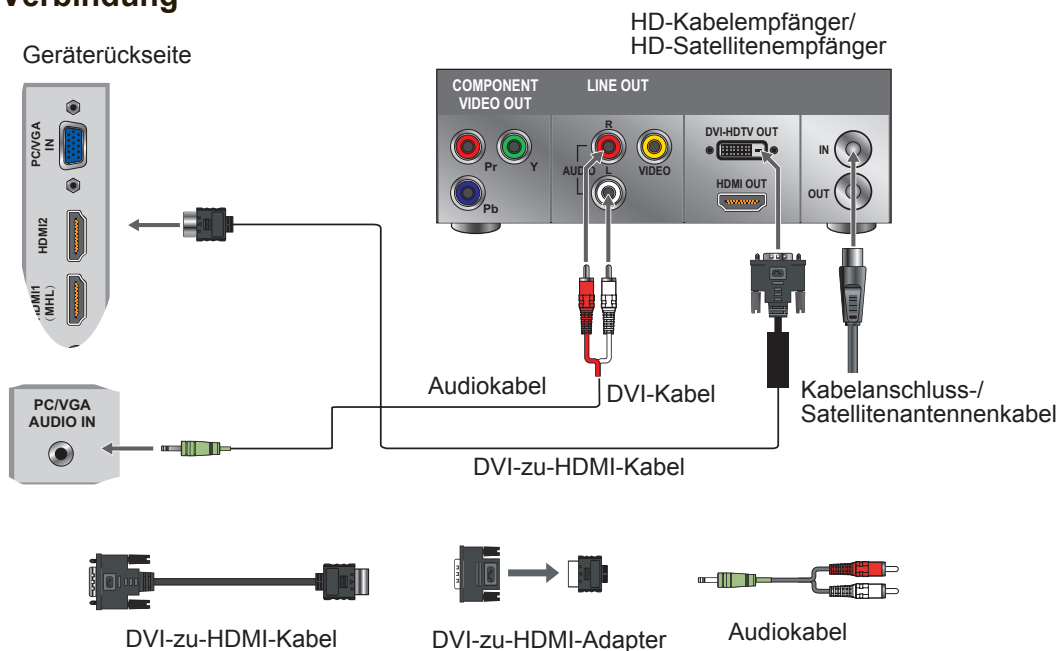 Verbindung
Geräterückseite
HD-Kabelempfänger/
HD-Satellitenempfänger
COMPONENT
VIDEO OUT
LINE OUT
R
Pr
Y
AUDIO
L
VIDEO
Pb
DVI-HDTV OUT
HDMI OUT
IN
OUT
PC/VGA
IN
HDMI2
HDMI1
(MHL)
PC/VGA
AUDIO IN
Audiokabel
DVI-Kabel
Kabelanschluss-/
Satellitenantennenkabel
DVI-zu-HDMI-Kabel
DVI-zu-HDMI-Kabel
DVI-zu-HDMI-Adapter
Audiokabel